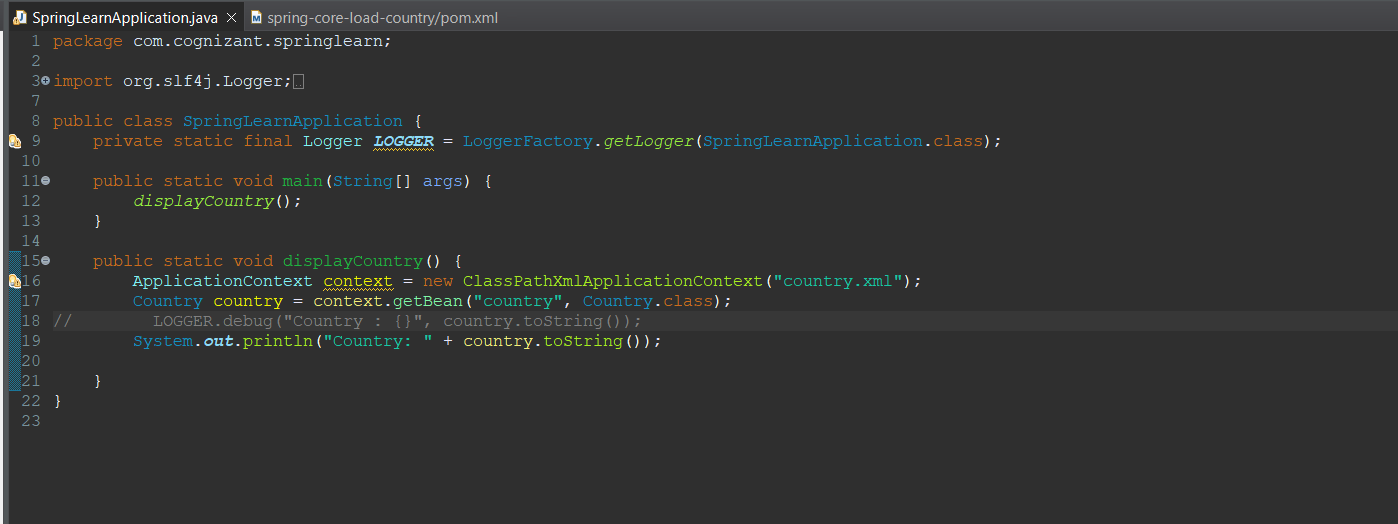 SpringLearnApplication.java spring-core-load-country/pom.xml
1 package com.cognizant.springlearn;
2
3 import org.slf4j.Logger;
7
8 public class SpringLearnApplication {
9 private static final Logger LOGGER = LoggerFactory.getLogger(SpringLearnApplication.class);
10
11 public static void main(String[] args) {
12 displayCountry();
13 }
14
15 public static void displayCountry() {
16 ApplicationContext context = new ClassPathXmlApplicationContext("country.xml");
17 Country country = context.getBean("country", Country.class);
18 // LOGGER.debug("Country : {}", country.toString());
19 System.out.println("Country: " + country.toString());
20
21 }
22 }
23